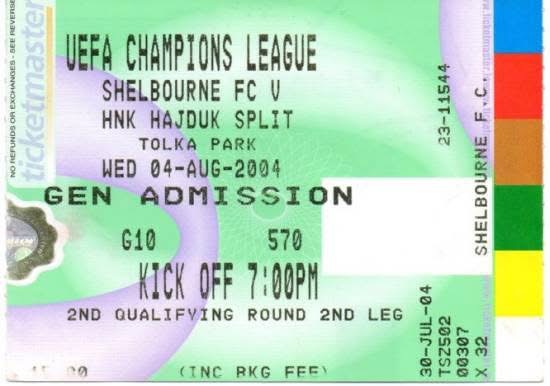 UEFA CHAMPIONS LEAGUE
SHELBOURNE FC V
HNK HAJDUK SPLIT
TOLKA PARK
WED 04-AUG-2004
GEN ADMISSION
G10 570
KICK OFF 7:00PM
2ND QUALIFYING ROUND 2ND LEG
(INC BKG FEE)
NO REFUNDS OR EXCHANGES - SEE REVERSE
ticketmaster
23-11544
SHELBOURNE F.C.
30-JUL-04
TSZ502
00307
X 32